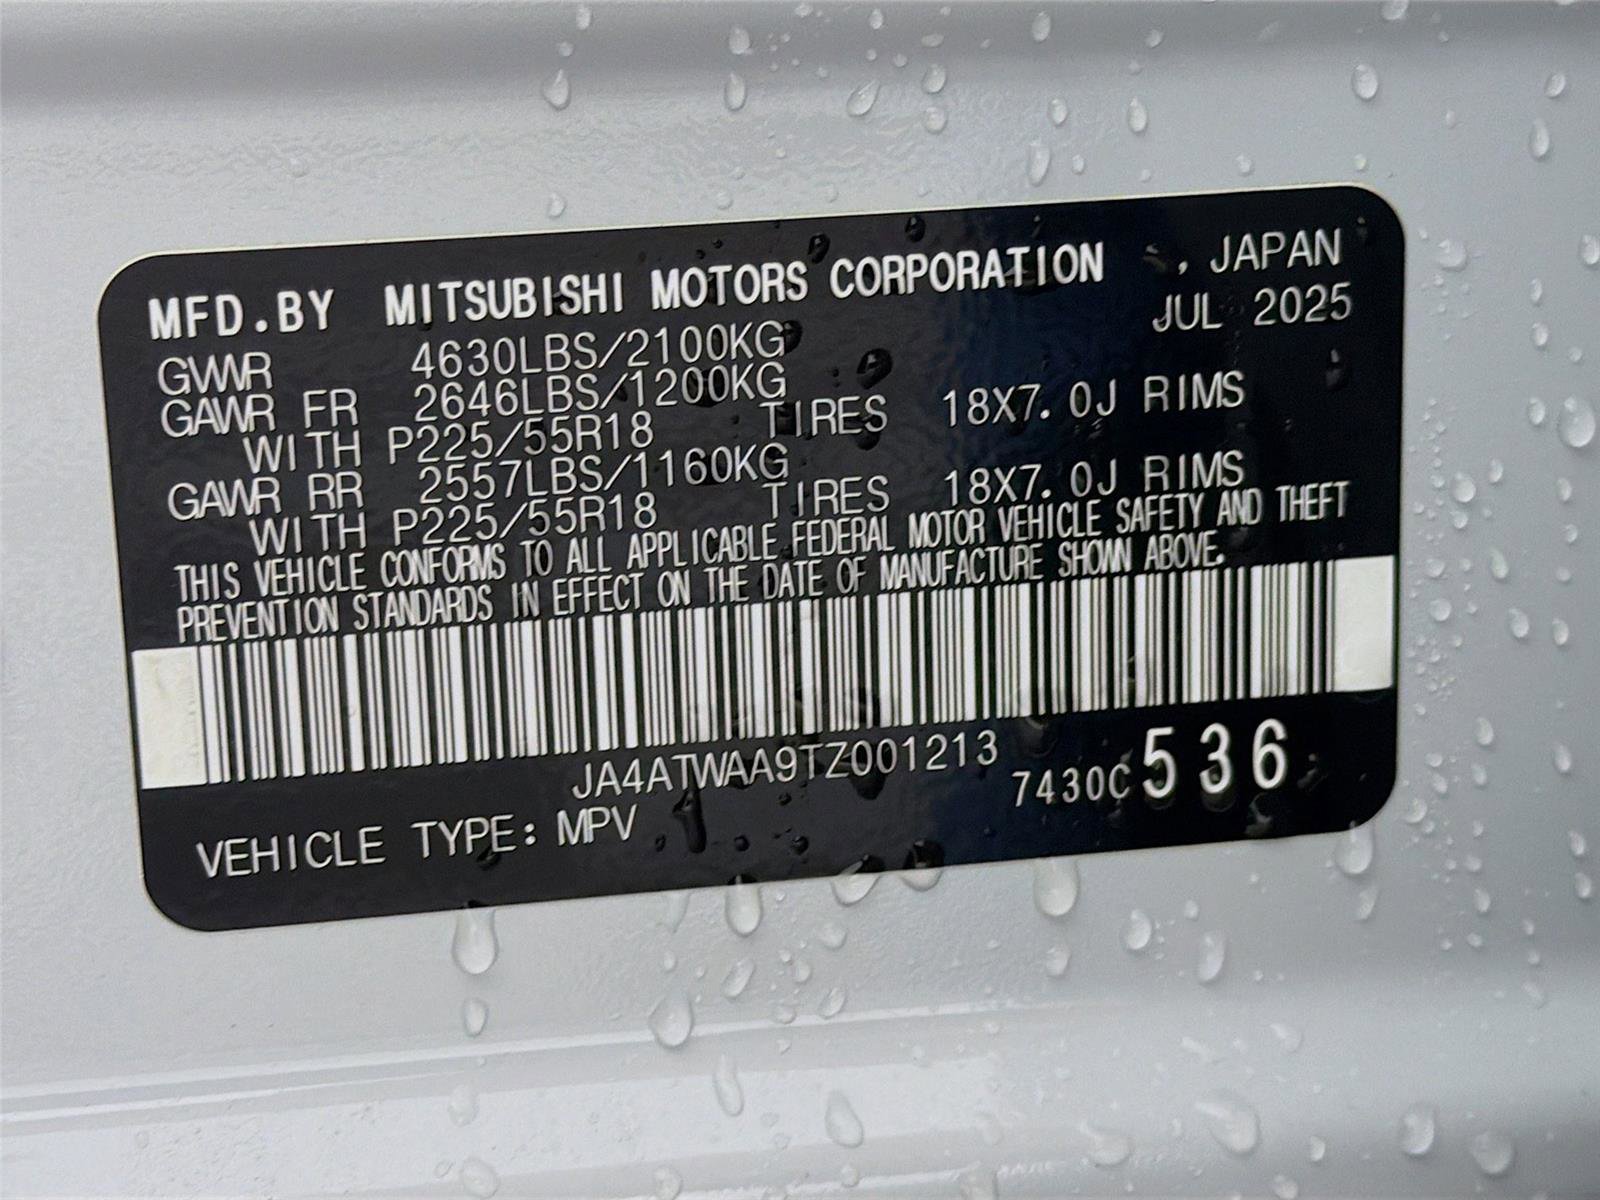 MFD.BY MITSUBISHI MOTORS CORPORATION , JAPAN
JUL 2025
GVWR 4630LBS/2100KG
GAWR FR 2646LBS/1200KG
WITH P225/55R18 TIRES 18X7.0J RIMS
GAWR RR 2557LBS/1160KG
WITH P225/55R18 TIRES 18X7.0J RIMS
THIS VEHICLE CONFORMS TO ALL APPLICABLE FEDERAL MOTOR VEHICLE SAFETY AND THEFT
PREVENTION STANDARDS IN EFFECT ON THE DATE OF MANUFACTURE SHOWN ABOVE.
JA4ATWAA9TZ001213
7430C536
VEHICLE TYPE: MPV